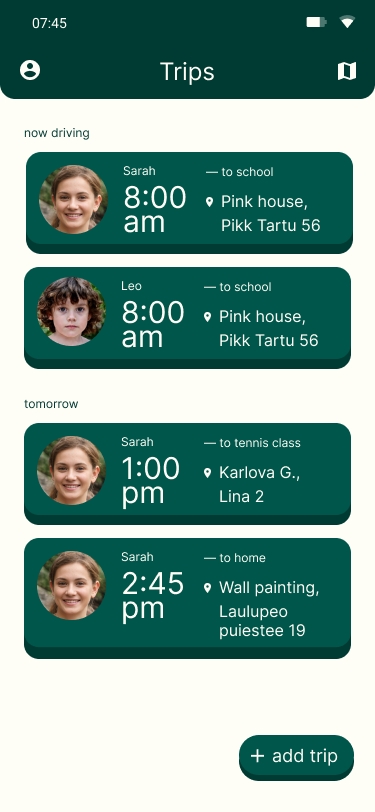 07:45
Trips
now driving
Sarah
8:00
am
— to school
Pink house,
Pikk Tartu 56
Leo
8:00
am
— to school
Pink house,
Pikk Tartu 56
tomorrow
Sarah
1:00
pm
— to tennis class
Karlova G.,
Lina 2
Sarah
2:45
pm
— to home
Wall painting,
Laulupeo
puiestee 19
+ add trip